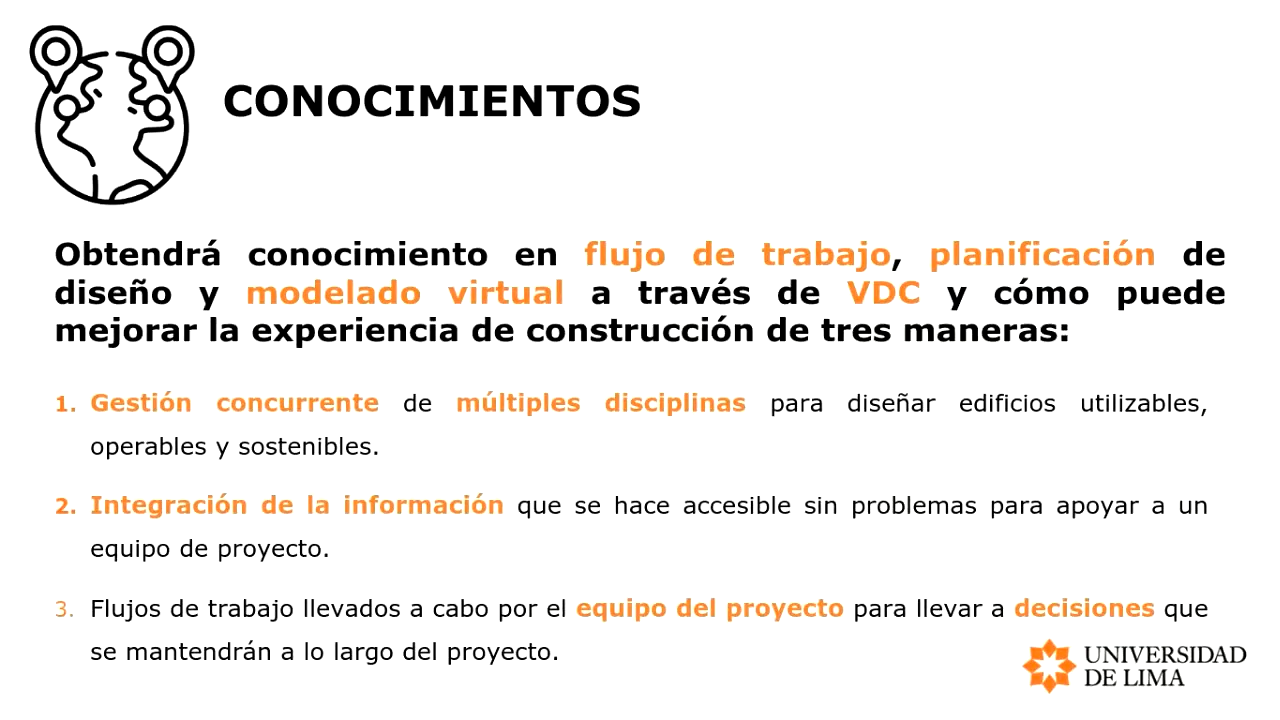 CONOCIMIENTOS
Obtendrá conocimiento en flujo de trabajo, planificación de
diseño y modelado virtual a través de VDC y cómo puede
mejorar la experiencia de construcción de tres maneras:
1. Gestión concurrente de múltiples disciplinas para diseñar edificios utilizables,
operables y sostenibles.
2. Integración de la información que se hace accesible sin problemas para apoyar a un
equipo de proyecto.
3. Flujos de trabajo llevados a cabo por el equipo del proyecto para llevar a decisiones que
se mantendrán a lo largo del proyecto.
UNIVERSIDAD
DE LIMA